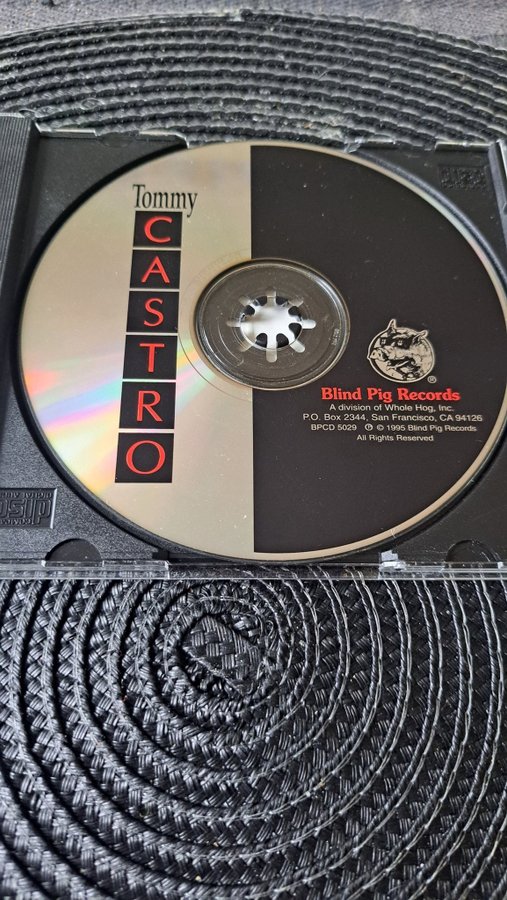 Tommy
CASTRO
Blind Pig Records
A division of Whole Hog, Inc.
P.O. Box 2344, San Francisco, CA 94126
BPCD 5029 ℗ © 1995 Blind Pig Records
All Rights Reserved
®